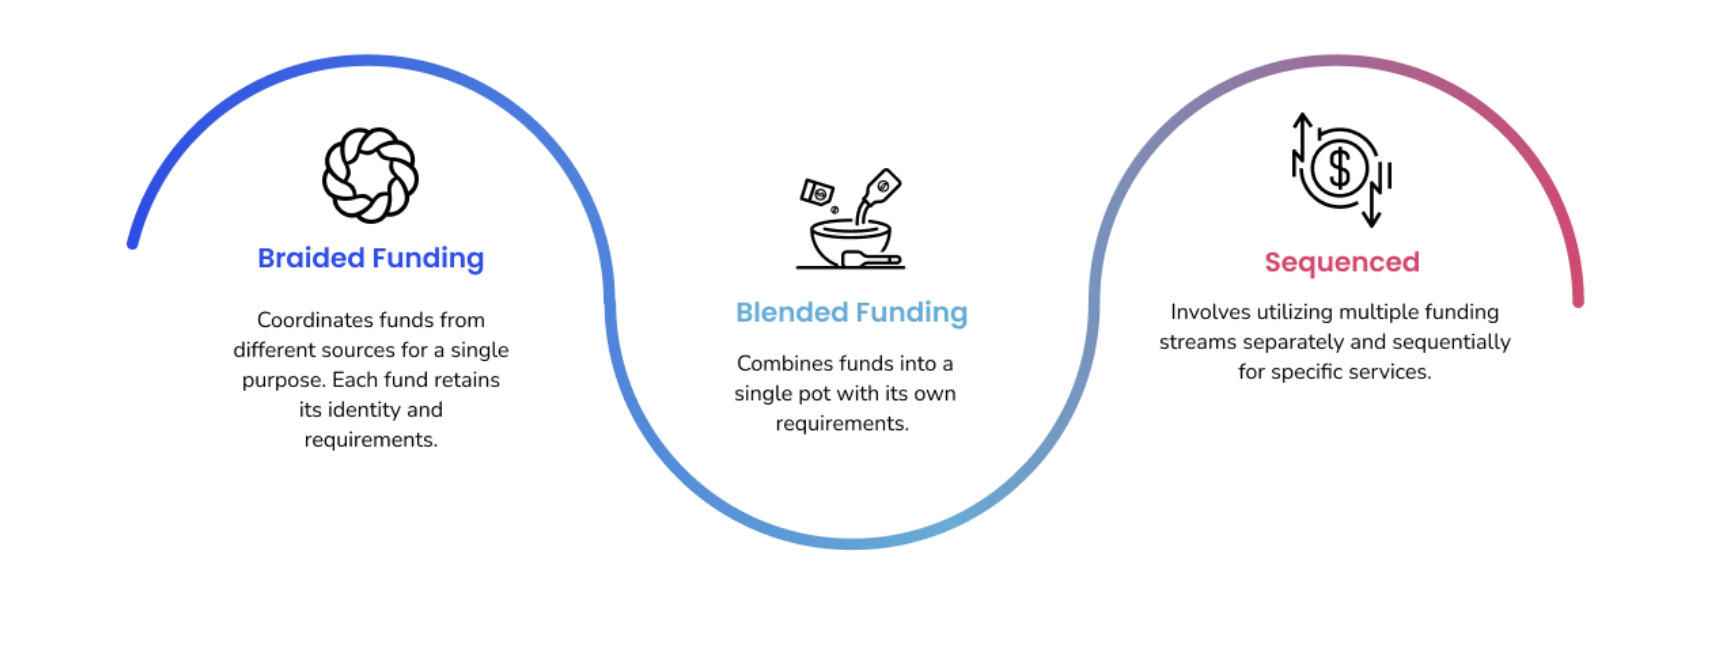 Braided Funding
Coordinates funds from
different sources for a single
purpose. Each fund retains
its identity and
requirements.
Blended Funding
Combines funds into a
single pot with its own
requirements.
$
Sequenced
Involves utilizing multiple funding
streams separately and sequentially
for specific services.